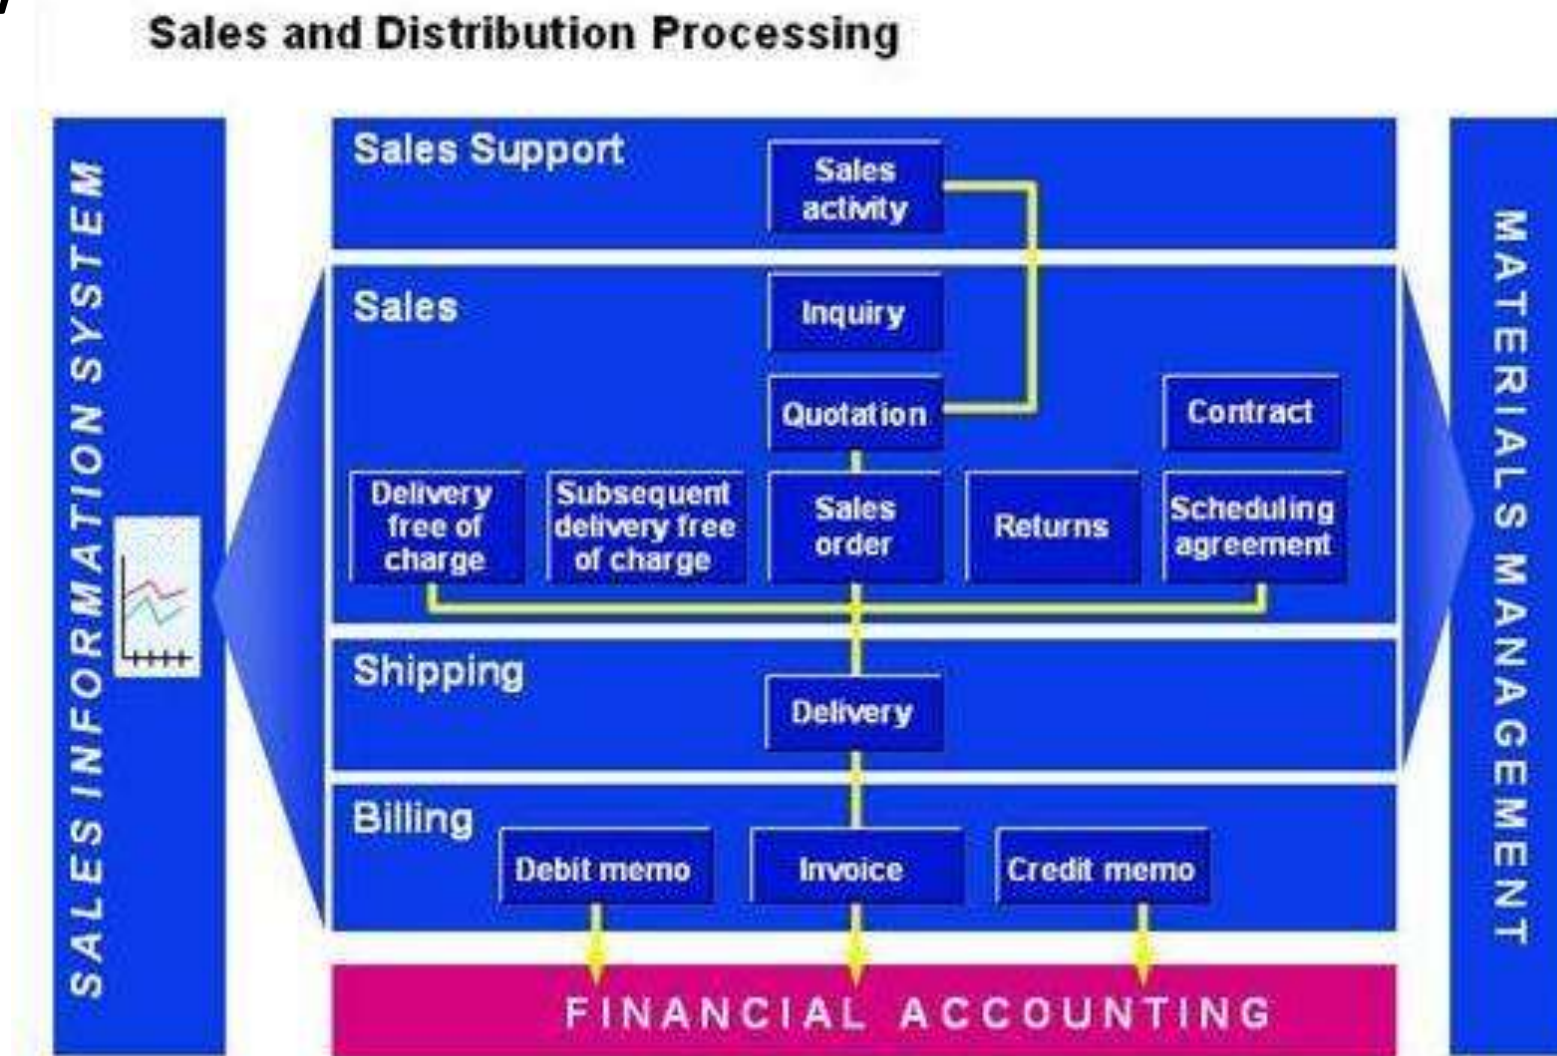 Sales and Distribution Processing
SALES INFORMATION SYSTEM
Sales Support
Sales
activity
Sales
Inquiry
Quotation
Contract
Delivery
free of
charge
Subsequent
delivery free
of charge
Sales
order
Returns
Scheduling
agreement
Shipping
Delivery
Billing
Debit memo
Invoice
Credit memo
FINANCIAL ACCOUNTING
MATERIALS MANAGEMENT